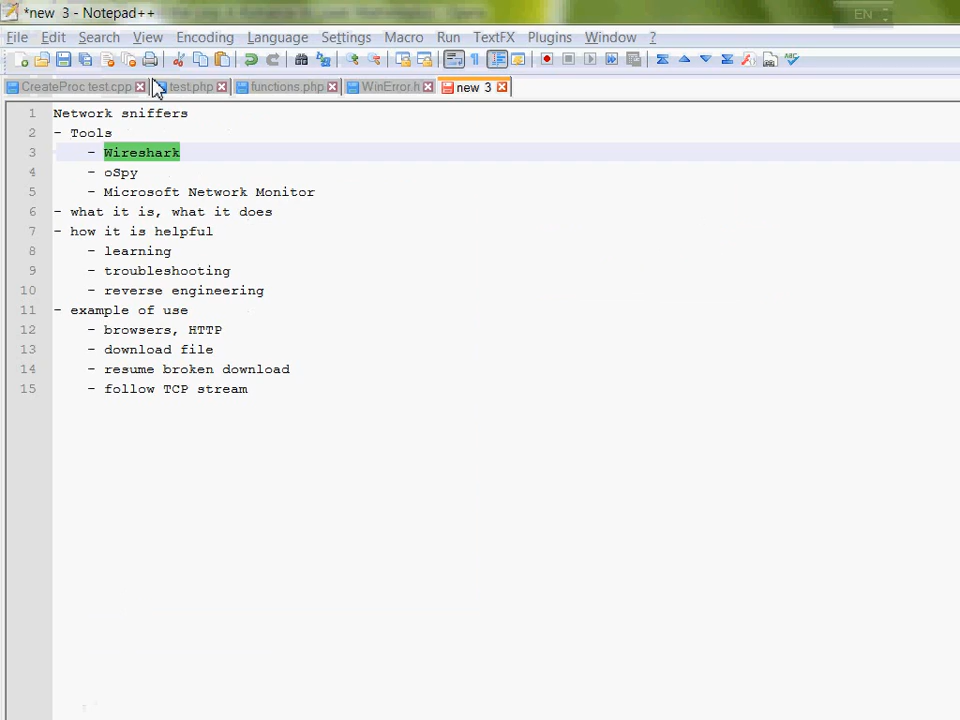 *new 3 - Notepad++
EN
File Edit Search View Encoding Language Settings Macro Run TextFX Plugins Window ?
CreateProc test.cpp test.php functions.php WinError.h new 3
1 Network sniffers
2 - Tools
3 - Wireshark
4 - oSpy
5 - Microsoft Network Monitor
6 - what it is, what it does
7 - how it is helpful
8 - learning
9 - troubleshooting
10 - reverse engineering
11 - example of use
12 - browsers, HTTP
13 - download file
14 - resume broken download
15 - follow TCP stream